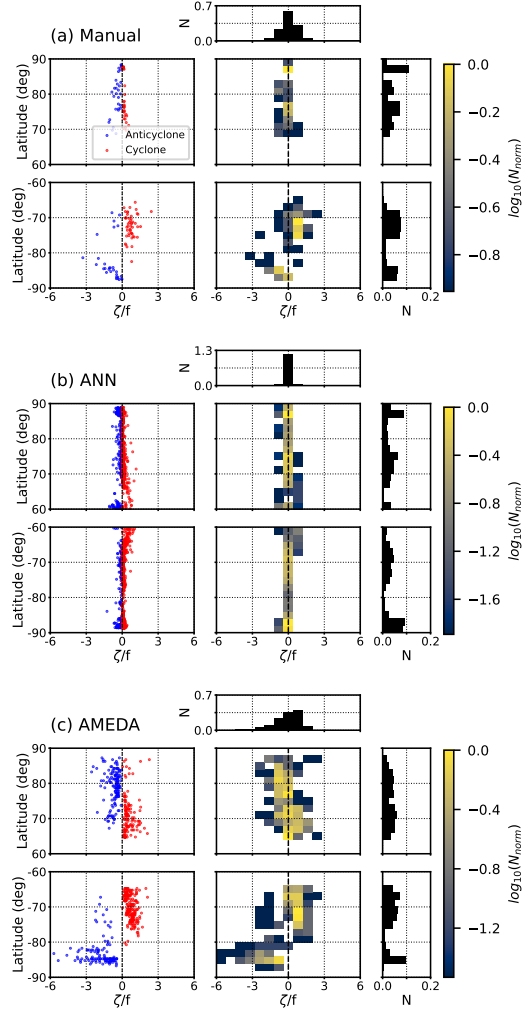 0.7
N
0.0
(a) Manual
90
80
70
60
Latitude (deg)
Anticyclone
Cyclone
-60
-70
-80
-90
Latitude (deg)
-6 -3 0 3 6
ζ/f
-6 -3 0 3 6
ζ/f
0.0 0.2
N
0.0
−0.2
−0.4
−0.6
−0.8
log10(Nnorm)
1.3
N
0.0
(b) ANN
90
80
70
60
Latitude (deg)
-60
-70
-80
-90
Latitude (deg)
-6 -3 0 3 6
ζ/f
-6 -3 0 3 6
ζ/f
0.0 0.2
N
0.0
−0.4
−0.8
−1.2
−1.6
log10(Nnorm)
0.7
N
0.0
(c) AMEDA
90
80
70
60
Latitude (deg)
-60
-70
-80
-90
Latitude (deg)
-6 -3 0 3 6
ζ/f
-6 -3 0 3 6
ζ/f
0.0 0.2
N
0.0
−0.4
−0.8
−1.2
log10(Nnorm)